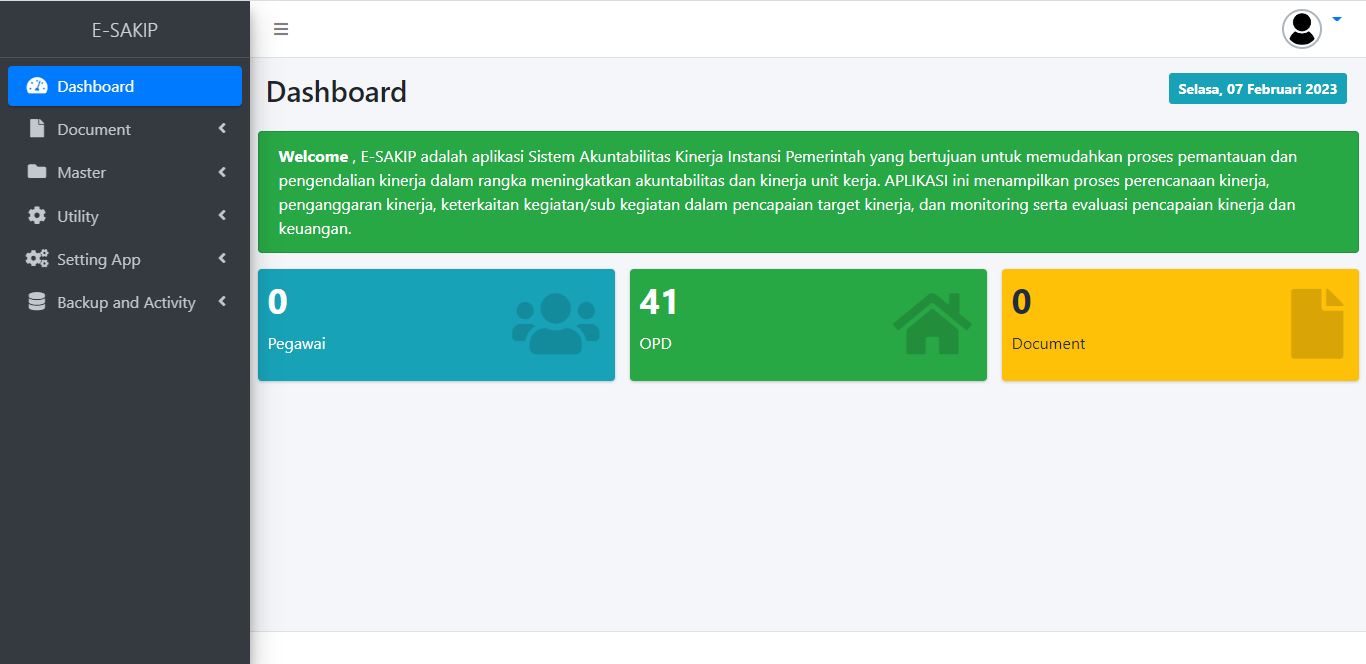 E-SAKIP
Dashboard
Document
Master
Utility
Setting App
Backup and Activity
Dashboard
Selasa, 07 Februari 2023
Welcome , E-SAKIP adalah aplikasi Sistem Akuntabilitas Kinerja Instansi Pemerintah yang bertujuan untuk memudahkan proses pemantauan dan
pengendalian kinerja dalam rangka meningkatkan akuntabilitas dan kinerja unit kerja. APLIKASI ini menampilkan proses perencanaan kinerja,
penganggaran kinerja, keterkaitan kegiatan/sub kegiatan dalam pencapaian target kinerja, dan monitoring serta evaluasi pencapaian kinerja dan
keuangan.
0
Pegawai
41
OPD
0
Document